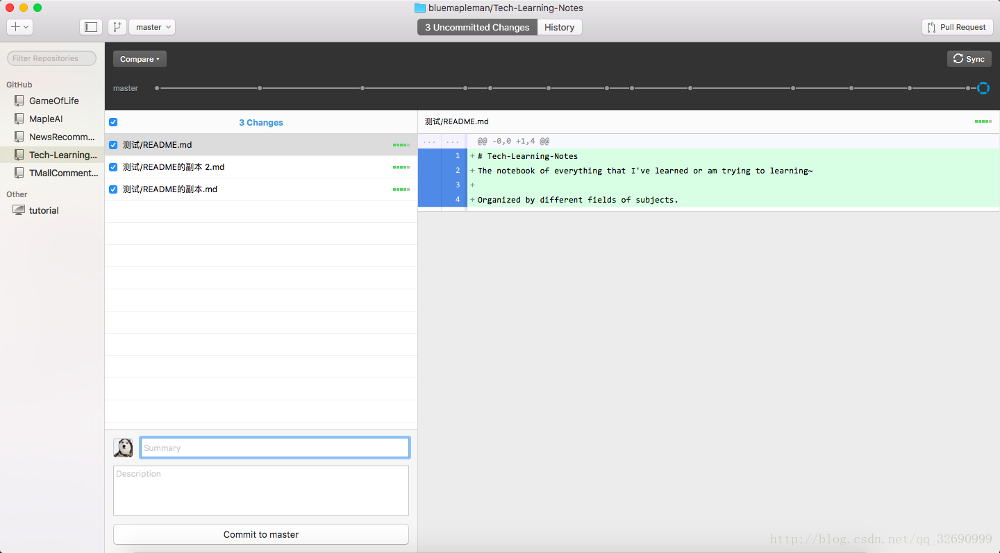 bluemapleman/Tech-Learning-Notes
master
3 Uncommitted Changes
History
Pull Request
Filter Repositories
GitHub
GameOfLife
MapleAI
NewsRecomm...
Tech-Learning...
TMallComment...
Other
tutorial
Compare
Sync
master
3 Changes
测试/README.md
测试/README的副本 2.md
测试/README的副本.md
Summary
Description
Commit to master
测试/README.md
... ... @@ -0,0 +1,4 @@
1 + # Tech-Learning-Notes
2 + The notebook of everything that I've learned or am trying to learning~
3 +
4 + Organized by different fields of subjects.
http://blog.csdn.net/qq_32690999